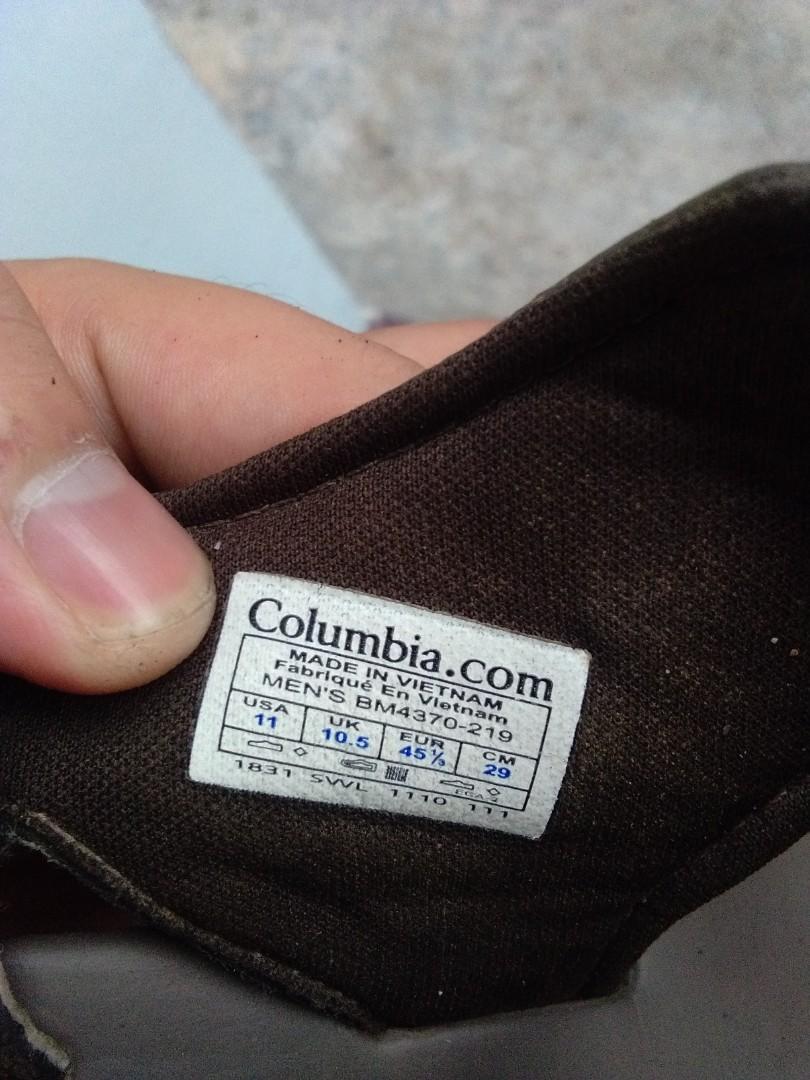 Columbia.com
MADE IN VIETNAM
Fabriqué En Vietnam
MEN'S BM4370-219
USA UK EUR CM
11 10.5 45⅓ 29
1831 SWL 1110 111